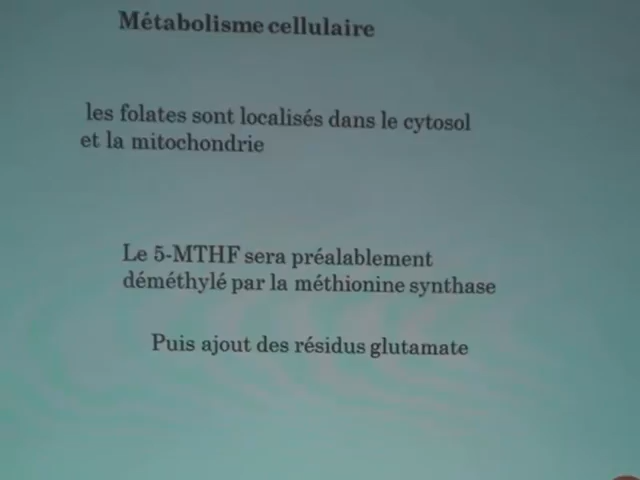 Métabolisme cellulaire
les folates sont localisés dans le cytosol
et la mitochondrie
Le 5-MTHF sera préalablement
déméthylé par la méthionine synthase
Puis ajout des résidus glutamate